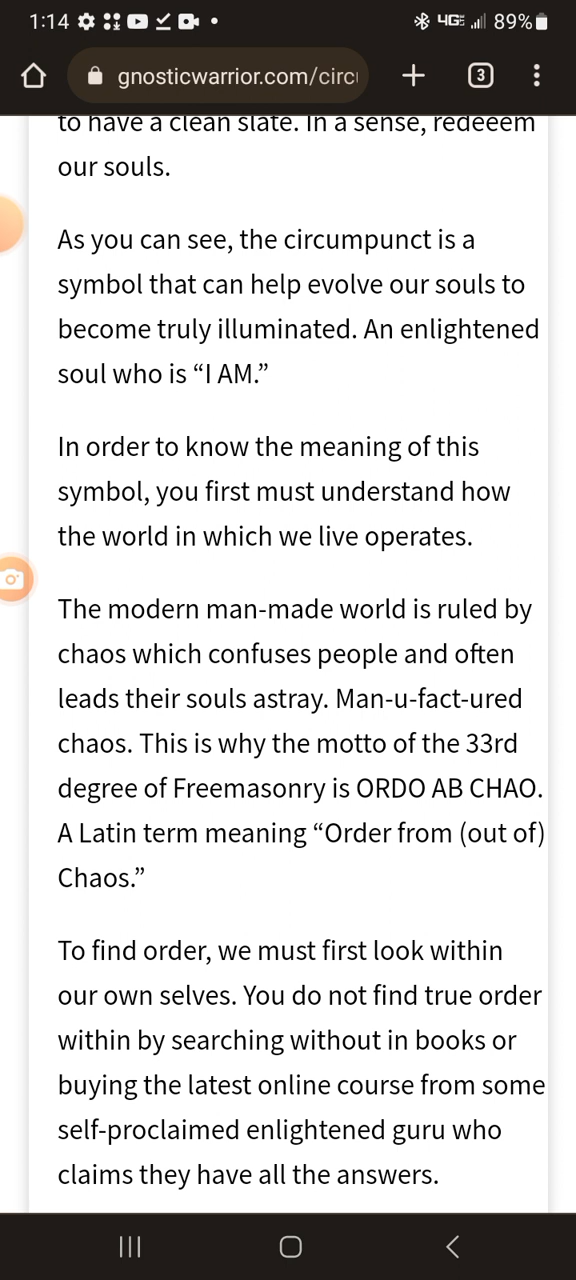 1:14 4GE 89%
gnosticwarrior.com/circ 3
to have a clean slate. In a sense, redeeem
our souls.
As you can see, the circumpunct is a
symbol that can help evolve our souls to
become truly illuminated. An enlightened
soul who is “I AM.”
In order to know the meaning of this
symbol, you first must understand how
the world in which we live operates.
The modern man-made world is ruled by
chaos which confuses people and often
leads their souls astray. Man-u-fact-ured
chaos. This is why the motto of the 33rd
degree of Freemasonry is ORDO AB CHAO.
A Latin term meaning “Order from (out of)
Chaos.”
To find order, we must first look within
our own selves. You do not find true order
within by searching without in books or
buying the latest online course from some
self-proclaimed enlightened guru who
claims they have all the answers.